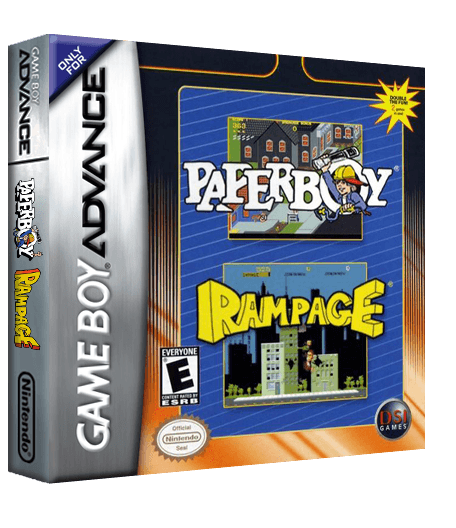 GAME BOY
ADVANCE
PAPERBOY
RAMPAGE
Nintendo
ONLY
FOR
GAME BOY ADVANCE
DOUBLE
THE FUN!
363
PAPERBOY
RAMPAGE
EVERYONE
E
CONTENT RATED BY
ESRB
Official
Nintendo
Seal
DSI
GAMES